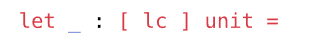 let _ : [ lc ] unit =